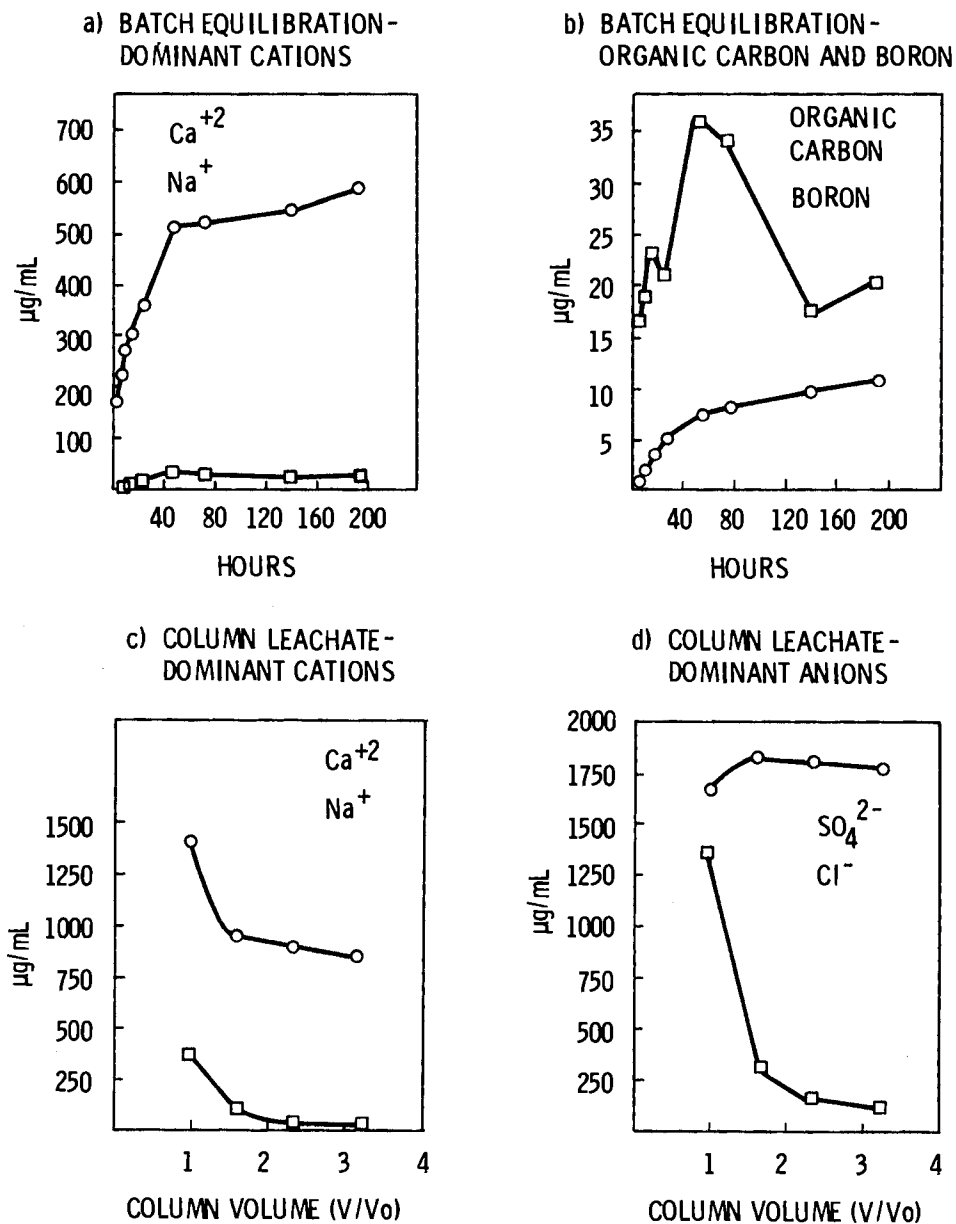 a) BATCH EQUILIBRATION-
DOMINANT CATIONS
700
600
500
400
300
200
100
µg/mL
Ca+2
Na+
40 80 120 160 200
HOURS
b) BATCH EQUILIBRATION-
ORGANIC CARBON AND BORON
35
30
25
20
15
10
5
µg/mL
ORGANIC
CARBON
BORON
40 80 120 160 200
HOURS
c) COLUMN LEACHATE-
DOMINANT CATIONS
1500
1250
1000
750
500
250
µg/mL
Ca+2
Na+
1 2 3 4
COLUMN VOLUME (V/Vo)
d) COLUMN LEACHATE-
DOMINANT ANIONS
2000
1750
1500
1250
1000
750
500
250
µg/mL
SO4 2-
Cl-
1 2 3 4
COLUMN VOLUME (V/Vo)